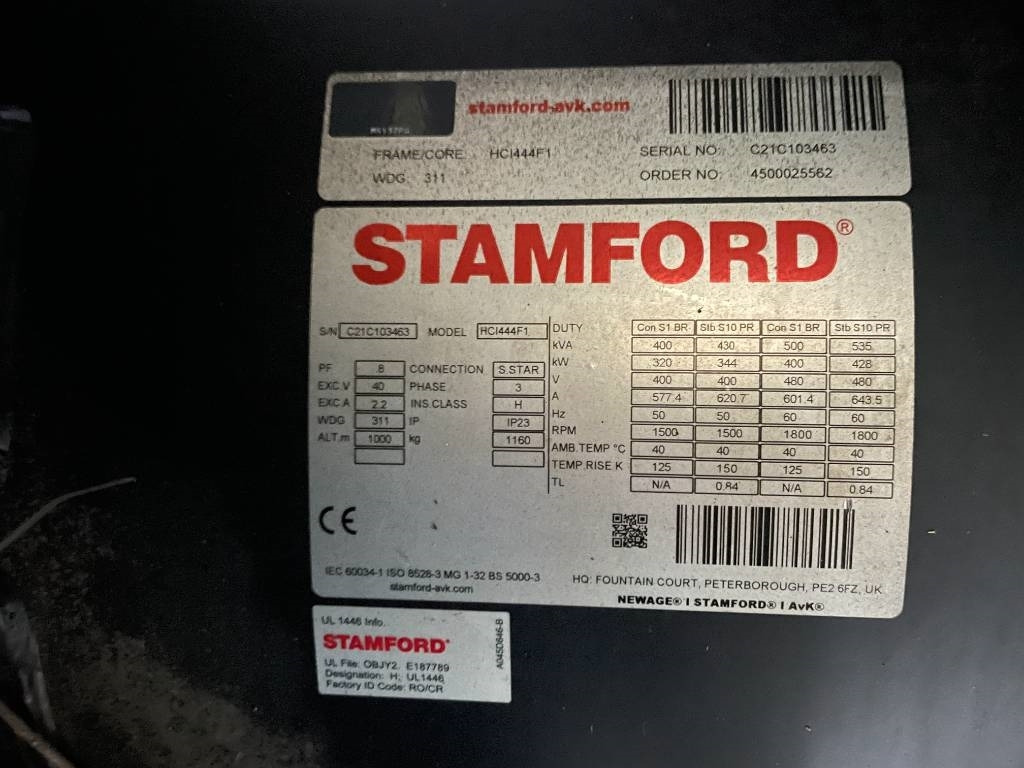 stamford-avk.com
FRAME/CORE: HCI444F1 SERIAL NO: C21C103463
WDG: 311 ORDER NO: 4500025562
STAMFORD®
S/N C21C103463 MODEL HCI444F1 DUTY Con S1 BR Stb S10 PR Con S1 BR Stb S10 PR
kVA 400 430 500 535
PF .8 CONNECTION S.STAR kW 320 344 400 428
EXC.V 40 PHASE 3 V 400 400 480 480
EXC.A 2.2 INS.CLASS H A 577.4 620.7 601.4 643.5
WDG 311 IP IP23 Hz 50 50 60 60
ALT.m 1000 kg 1160 RPM 1500 1500 1800 1800
AMB.TEMP °C 40 40 40 40
TEMP.RISE K 125 150 125 150
TL N/A 0.84 N/A 0.84
CE
IEC 60034-1 ISO 8528-3 MG 1-32 BS 5000-3
stamford-avk.com
HQ: FOUNTAIN COURT, PETERBOROUGH, PE2 6FZ, UK
NEWAGE® I STAMFORD® I AvK®
UL 1446 Info.
STAMFORD
UL File: OBJY2. E187789
Designation: H; UL1446
Factory ID Code: RO/CR
A045D646-B